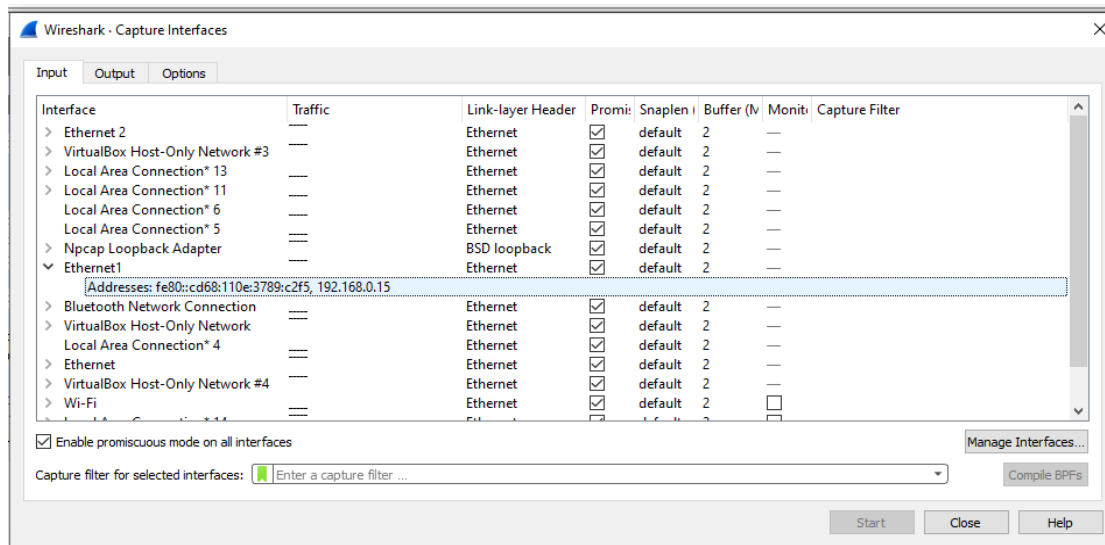 Wireshark · Capture Interfaces
Input Output Options
Interface Traffic Link-layer Header Promis Snaplen ( Buffer (M Monito Capture Filter
Ethernet 2 Ethernet default 2 —
VirtualBox Host-Only Network #3 Ethernet default 2 —
Local Area Connection* 13 Ethernet default 2 —
Local Area Connection* 11 Ethernet default 2 —
Local Area Connection* 6 Ethernet default 2 —
Local Area Connection* 5 Ethernet default 2 —
Npcap Loopback Adapter BSD loopback default 2 —
Ethernet1 Ethernet default 2 —
Addresses: fe80::cd68:110e:3789:c2f5, 192.168.0.15
Bluetooth Network Connection Ethernet default 2 —
VirtualBox Host-Only Network Ethernet default 2 —
Local Area Connection* 4 Ethernet default 2 —
Ethernet Ethernet default 2 —
VirtualBox Host-Only Network #4 Ethernet default 2 —
Wi-Fi Ethernet default 2
Enable promiscuous mode on all interfaces
Manage Interfaces...
Capture filter for selected interfaces: Enter a capture filter ...
Compile BPFs
Start Close Help